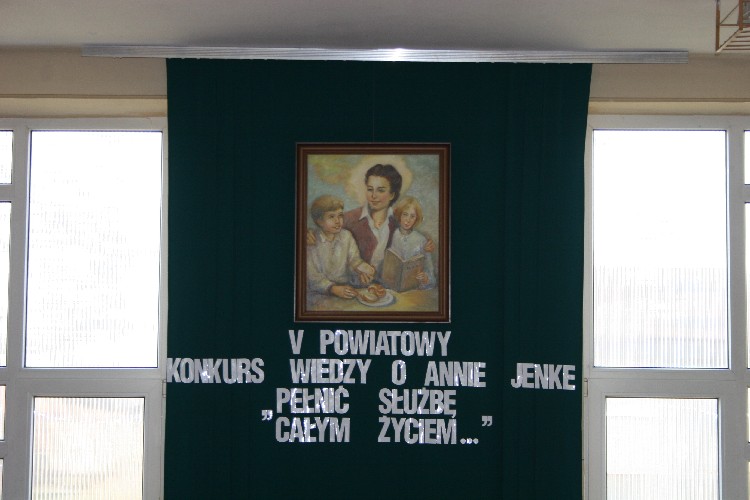 V POWIATOWY
KONKURS WIEDZY O ANNIE JENKE
„PEŁNIĆ SŁUŻBĘ
CAŁYM ŻYCIEM..."